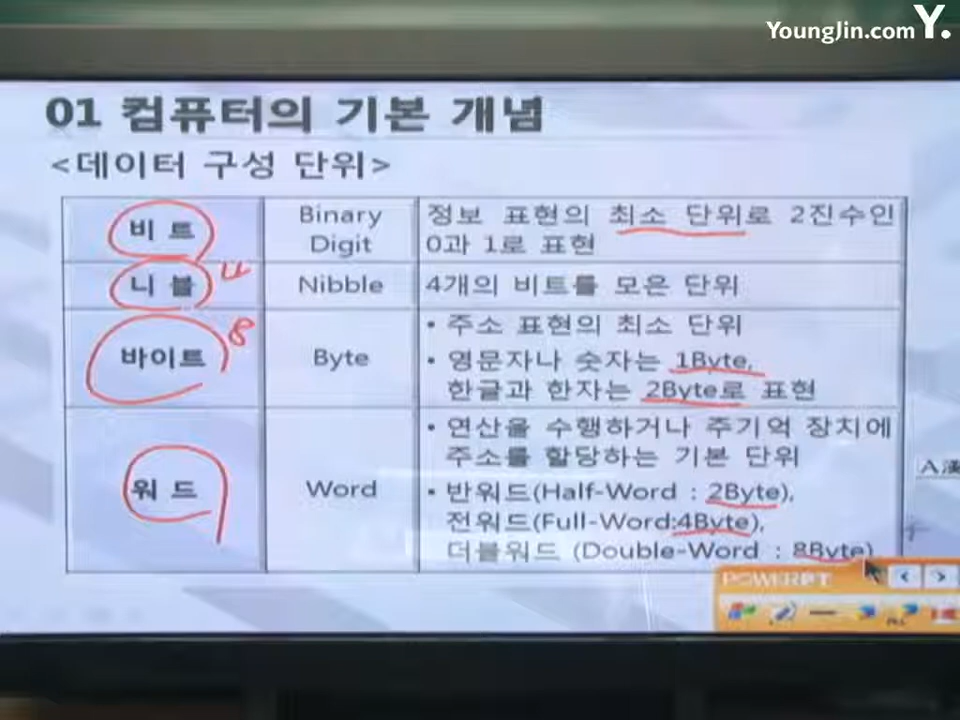 YoungJin.com Y.
01 컴퓨터의 기본 개념
<데이터 구성 단위>
비트
Binary
Digit
정보 표현의 최소 단위로 2진수인
0과 1로 표현
니블
4
Nibble
4개의 비트를 모은 단위
바이트
8
Byte
• 주소 표현의 최소 단위
• 영문자나 숫자는 1Byte,
한글과 한자는 2Byte로 표현
워드
Word
• 연산을 수행하거나 주기억 장치에
주소를 할당하는 기본 단위
• 반워드(Half-Word : 2Byte),
전워드(Full-Word:4Byte),
더블워드 (Double-Word : 8Byte)
A漢
POWERPT